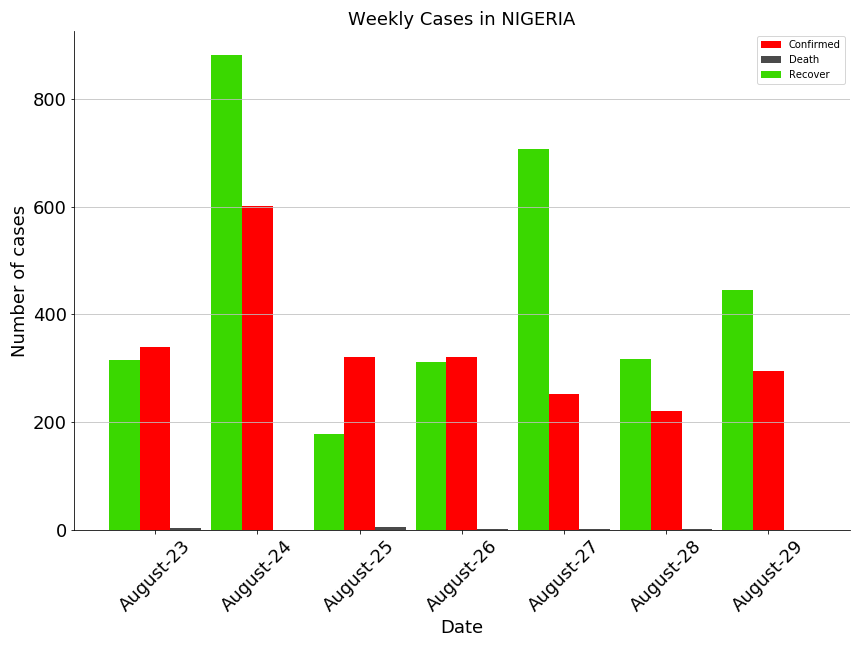 Weekly Cases in NIGERIA
Confirmed
Death
Recover
Number of cases
800
600
400
200
0
August-23
August-24
August-25
August-26
August-27
August-28
August-29
Date